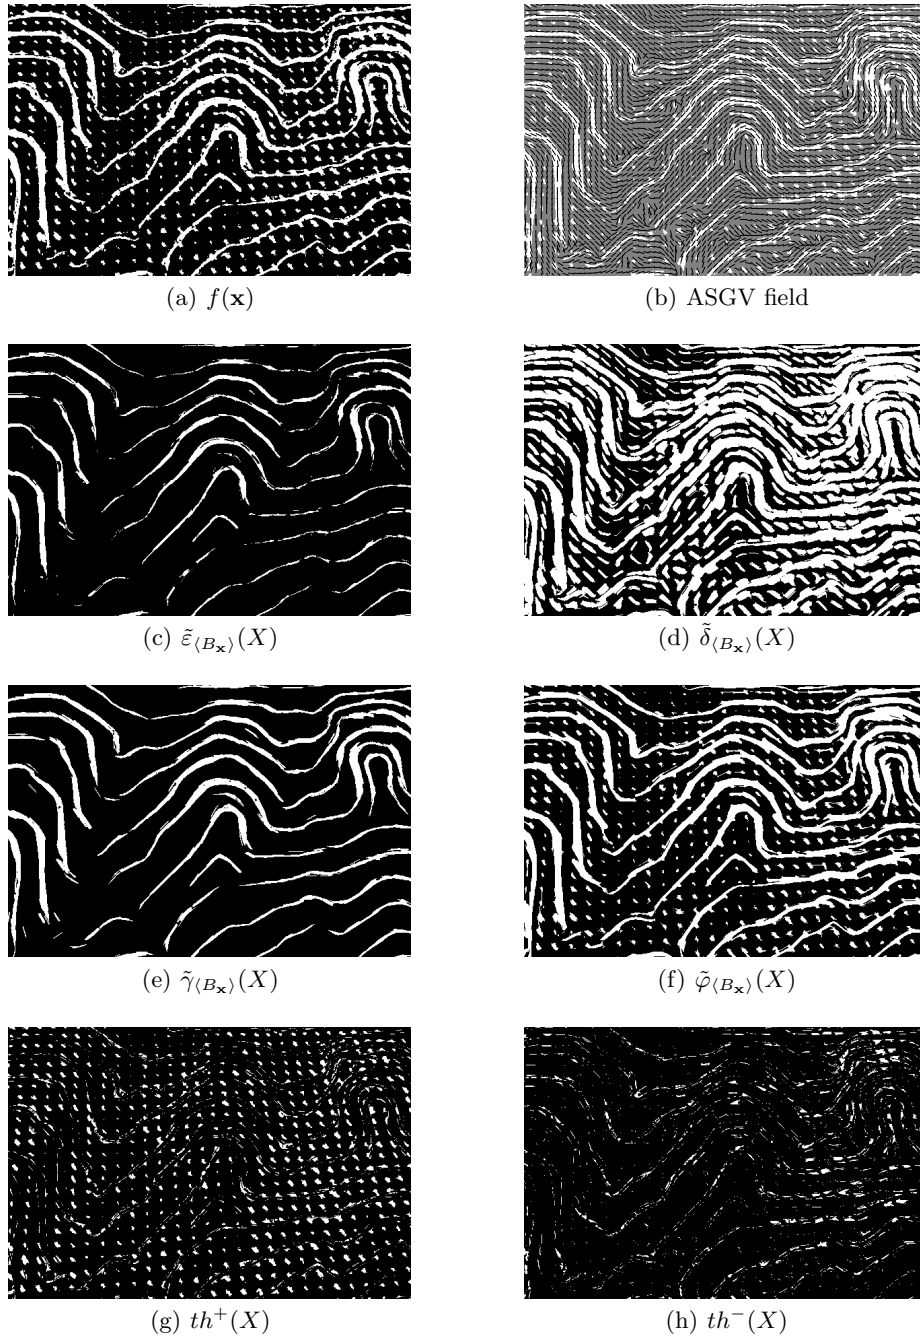 (a) f(𝐱)
(b) ASGV field
(c) ε̃⟨B𝐱⟩(X)
(d) δ̃⟨B𝐱⟩(X)
(e) γ̃⟨B𝐱⟩(X)
(f) φ̃⟨B𝐱⟩(X)
(g) th⁺(X)
(h) th⁻(X)